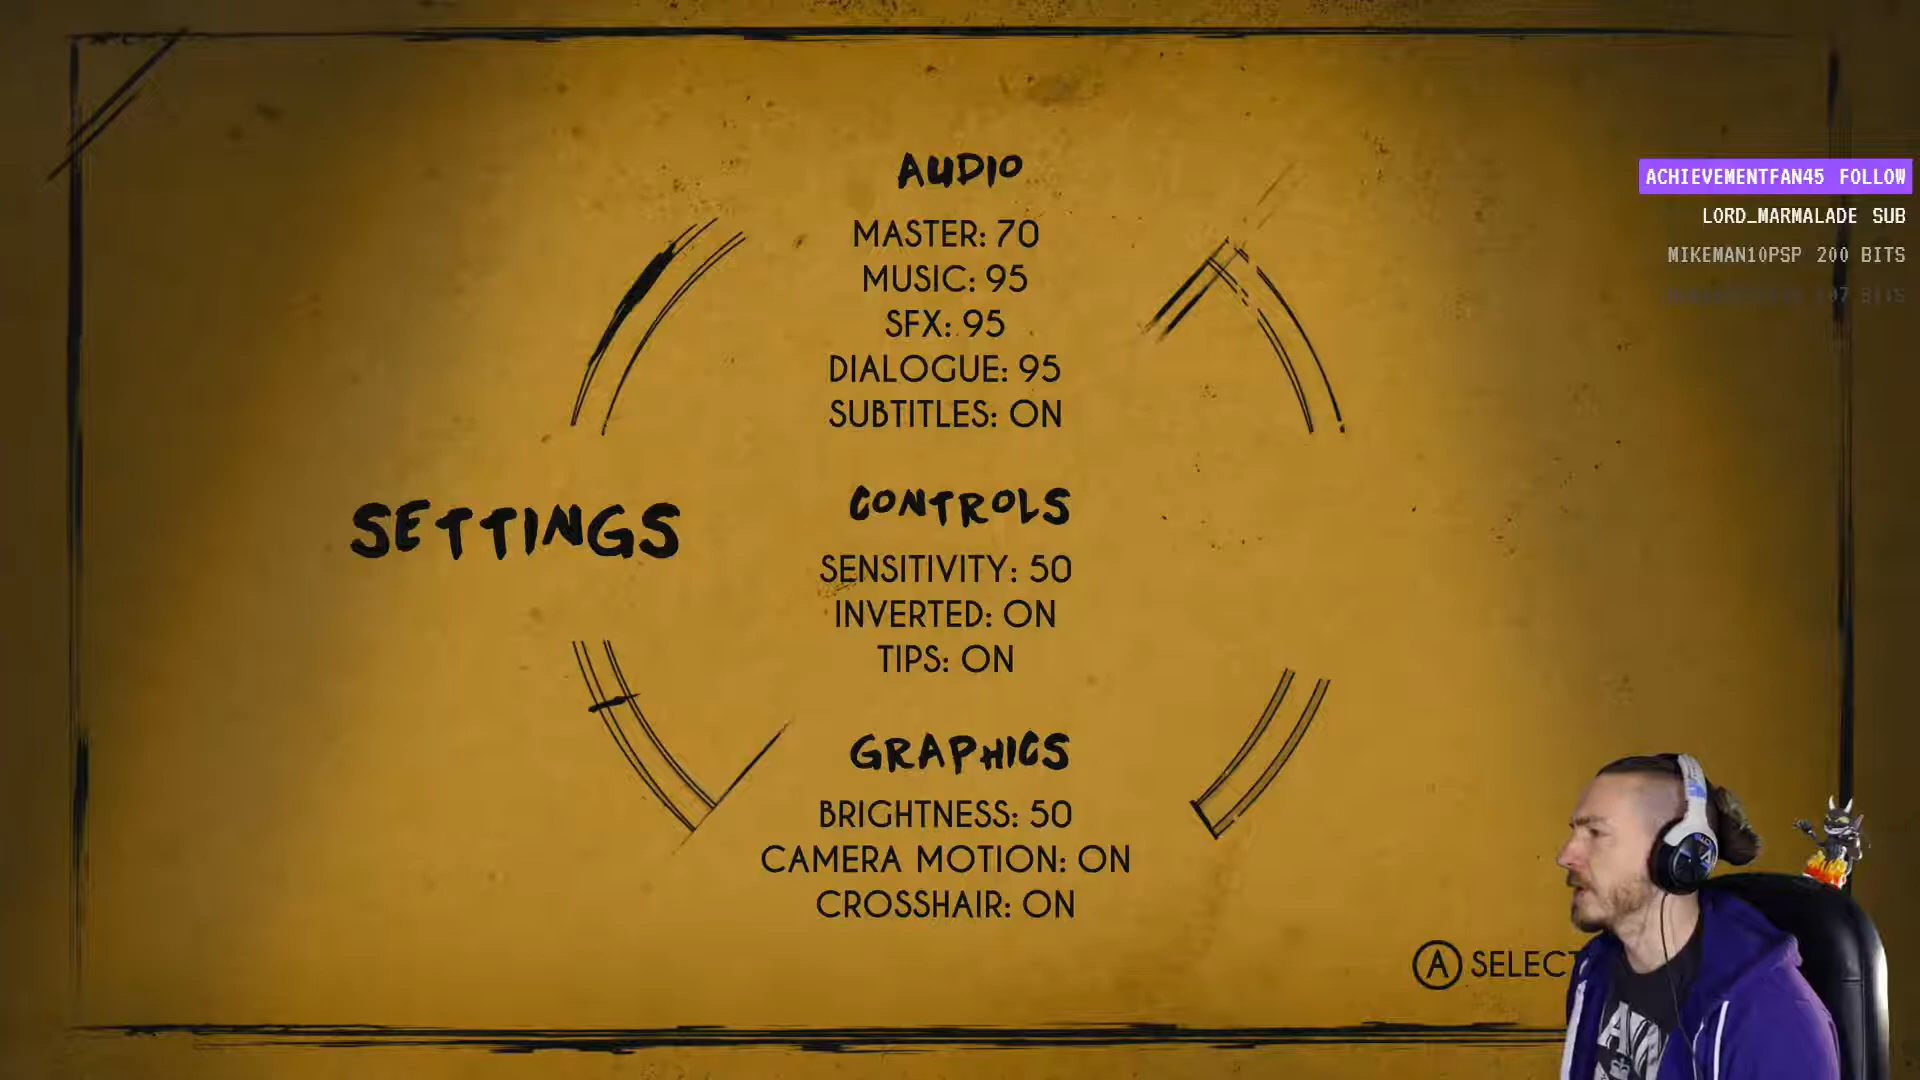 AUDIO
MASTER: 70
MUSIC: 95
SFX: 95
DIALOGUE: 95
SUBTITLES: ON
SETTINGS
CONTROLS
SENSITIVITY: 50
INVERTED: ON
TIPS: ON
GRAPHICS
BRIGHTNESS: 50
CAMERA MOTION: ON
CROSSHAIR: ON
ACHIEVEMENTFAN45 FOLLOW
LORD_MARMALADE SUB
MIKEMAN10PSP 200 BITS
BITS
A SELECT